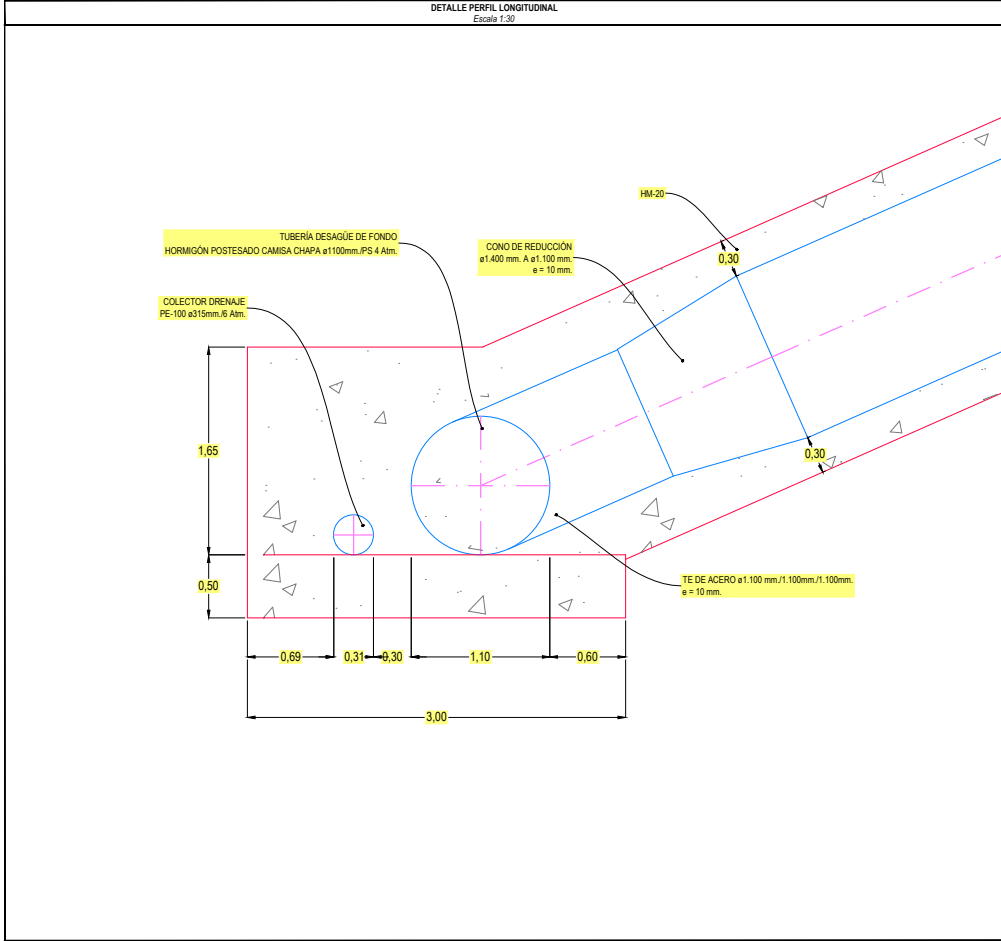 DETALLE PERFIL LONGITUDINAL
Escala 1:30
HM-20
TUBERÍA DESAGÜE DE FONDO
HORMIGÓN POSTESADO CAMISA CHAPA ø1100mm./PS 4 Atm.
CONO DE REDUCCIÓN
ø1.400 mm. A ø1.100 mm.
e = 10 mm.
0,30
COLECTOR DRENAJE
PE-100 ø315mm./6 Atm.
1,65
0,30
0,50
TE DE ACERO ø1.100 mm./1.100mm./1.100mm.
e = 10 mm.
0,69
0,31
0,30
1,10
0,60
3,00